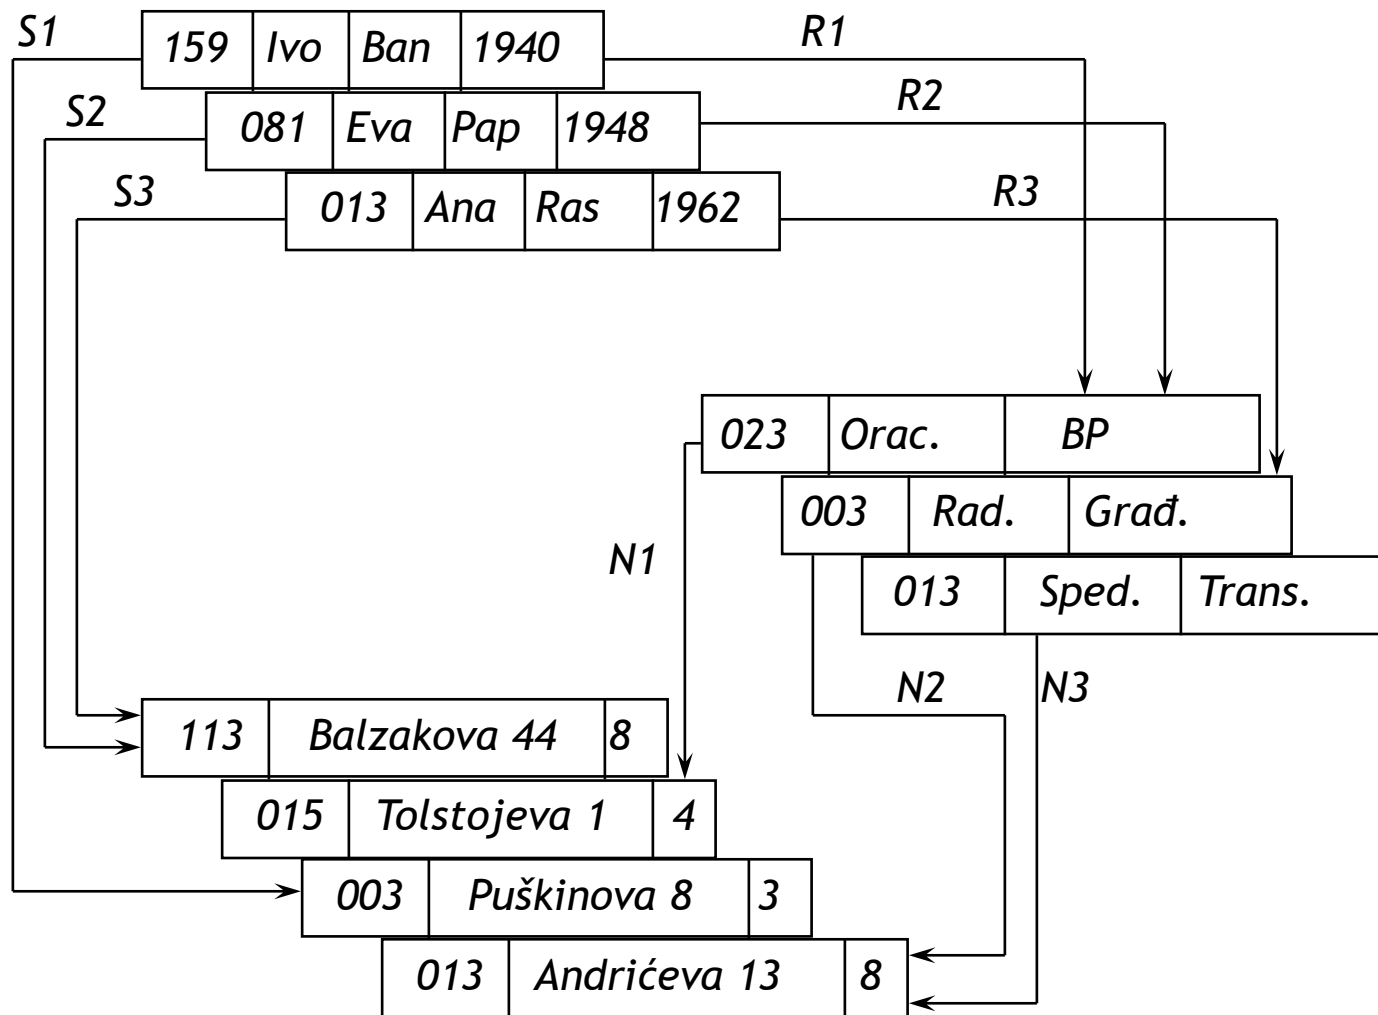 S1 159 Ivo Ban 1940 R1
S2 081 Eva Pap 1948 R2
S3 013 Ana Ras 1962 R3
023 Orac. BP
003 Rad. Građ.
N1
013 Sped. Trans.
N2 N3
113 Balzakova 44 8
015 Tolstojeva 1 4
003 Puškinova 8 3
013 Andrićeva 13 8